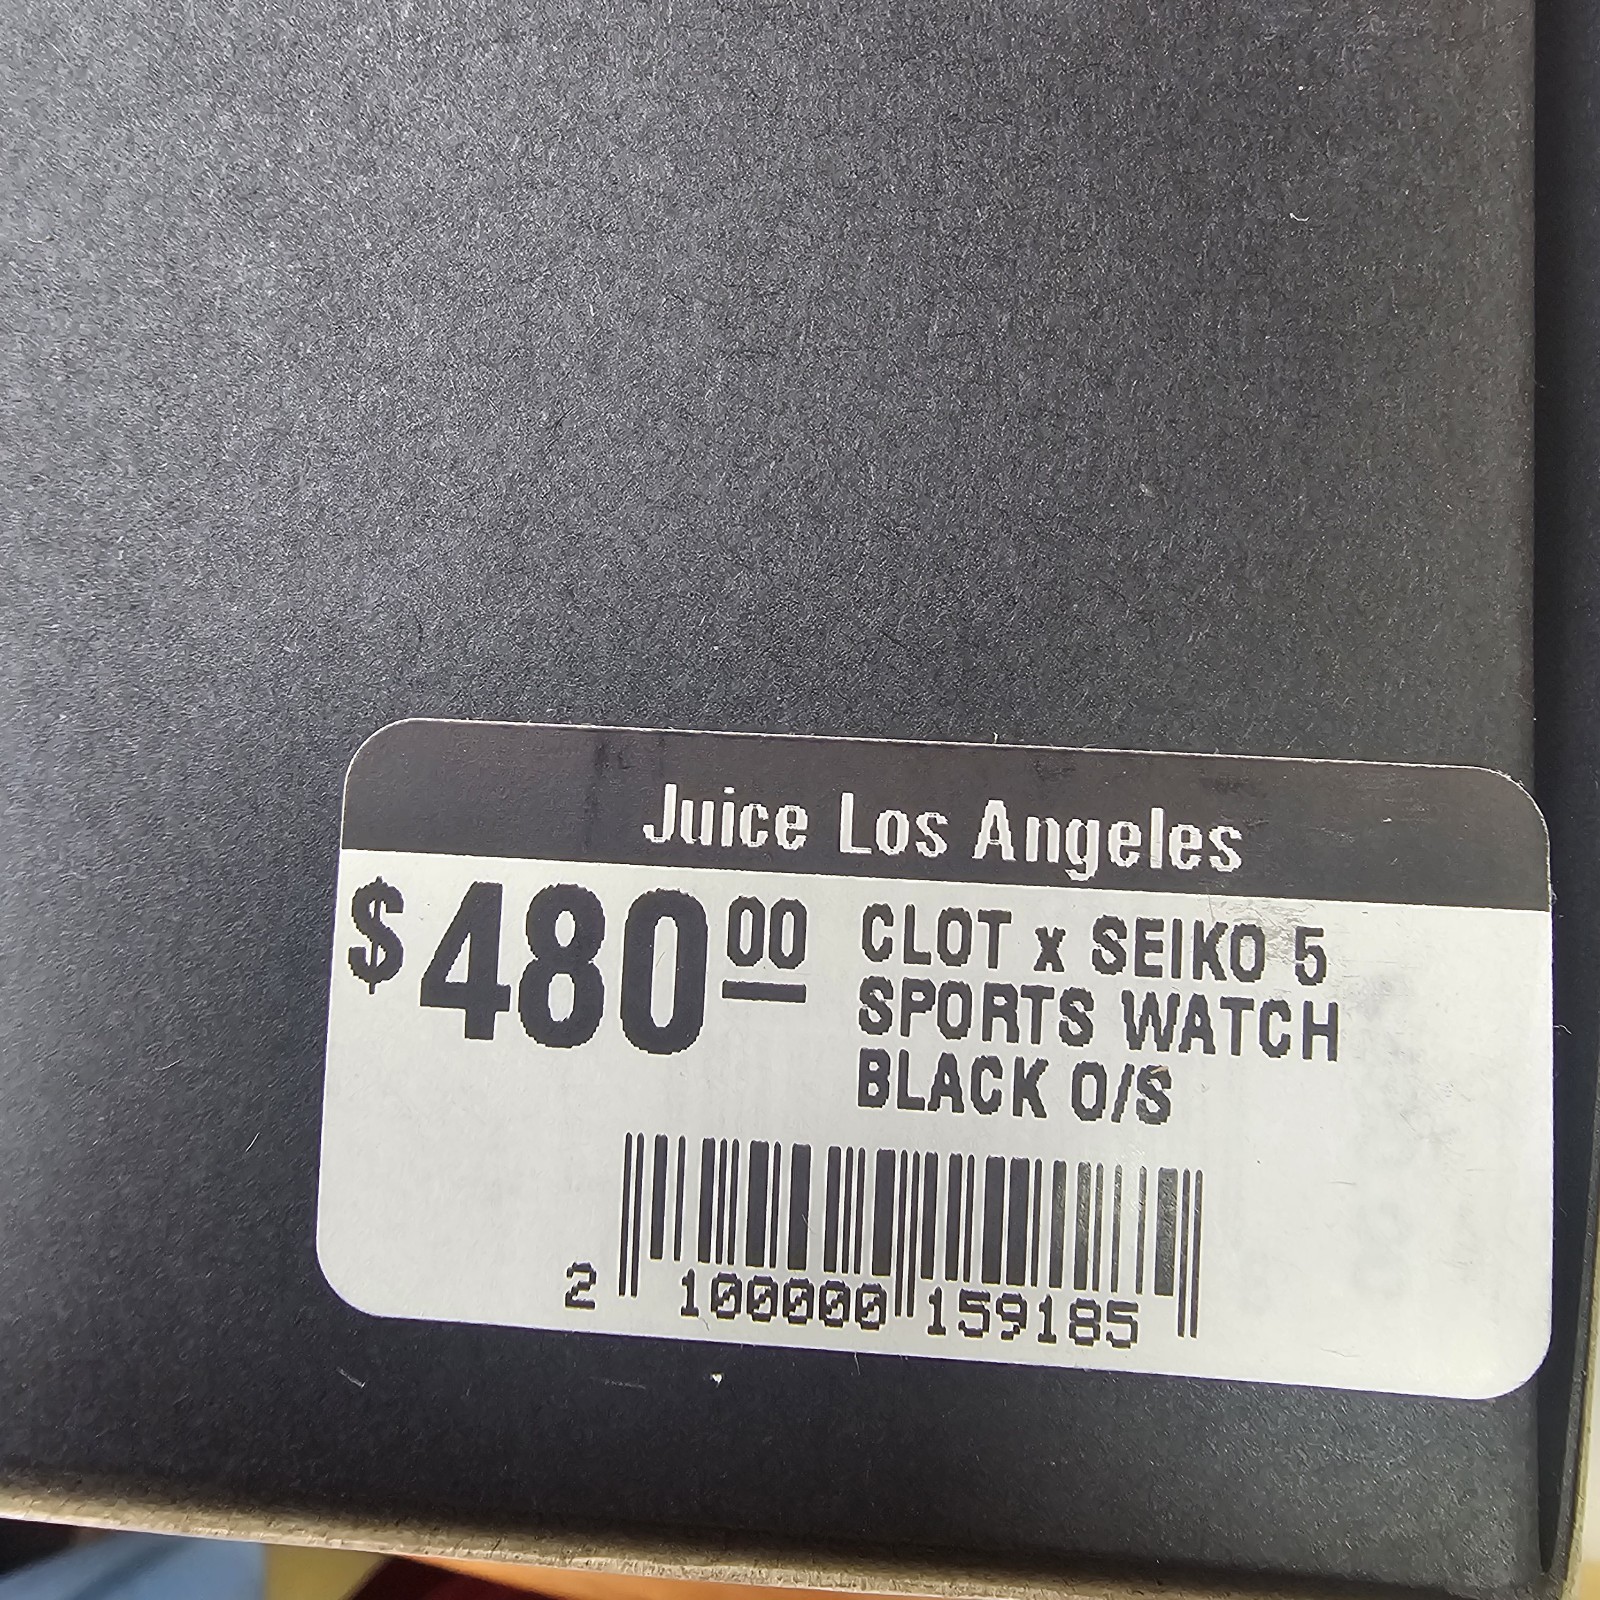 Juice Los Angeles
$480.00
CLOT x SEIKO 5
SPORTS WATCH
BLACK O/S
2 100000 159185